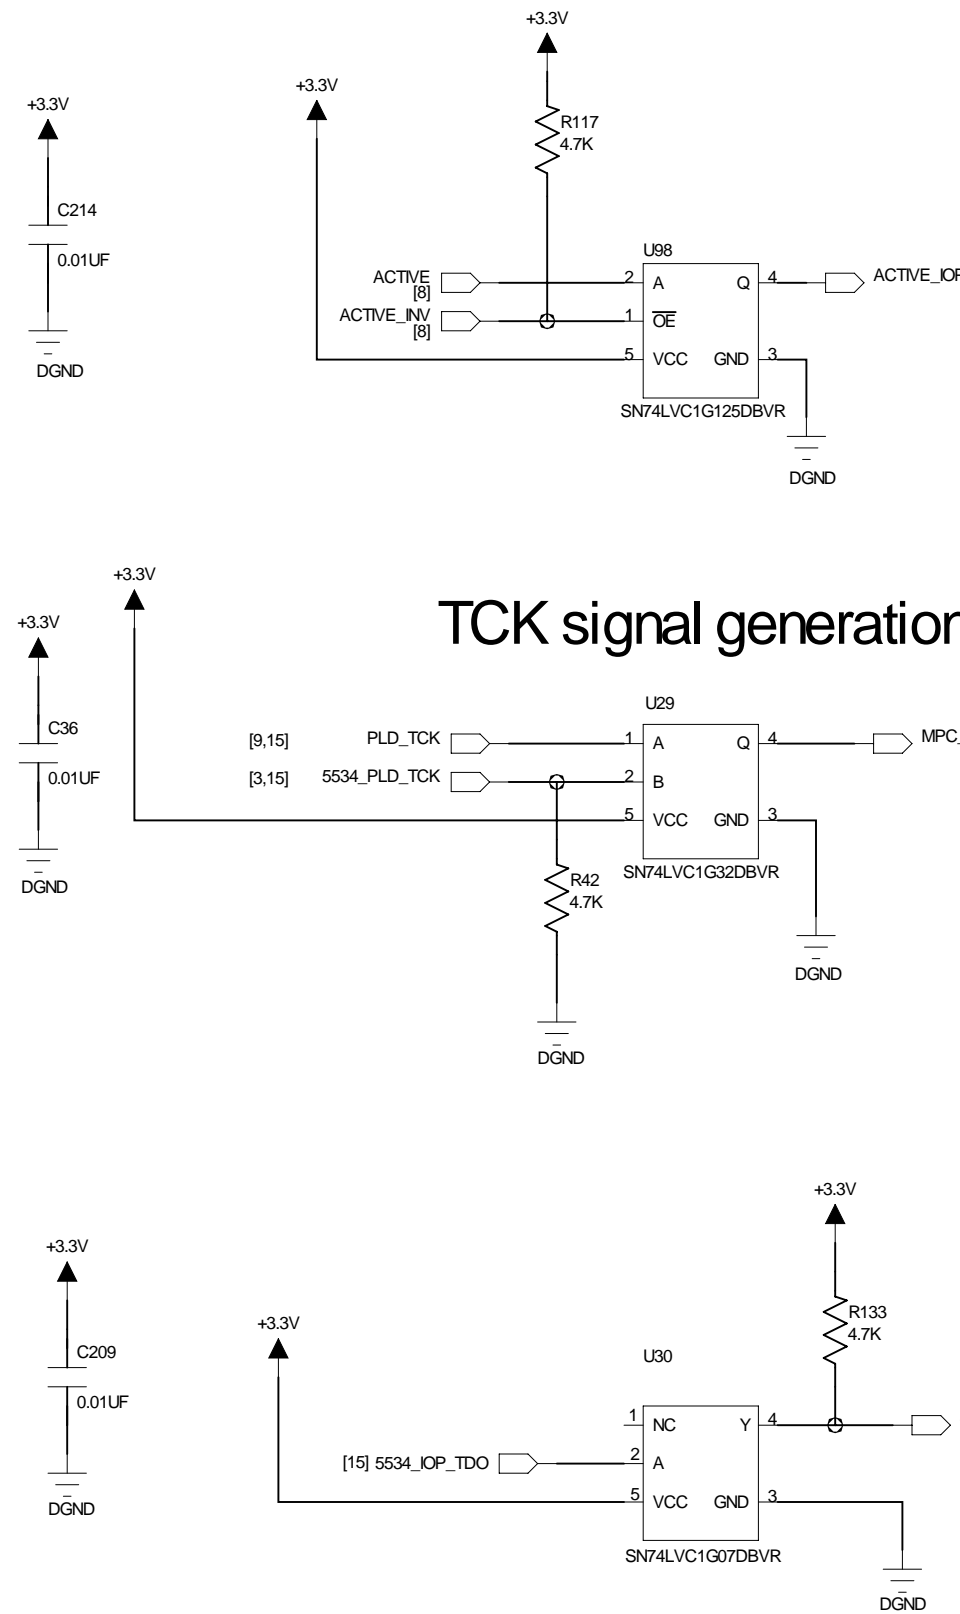 +3.3V
+3.3V
+3.3V
R117
4.7K
C214
0.01UF
DGND
U98
ACTIVE
[8]
2 A Q 4
ACTIVE_IOP
ACTIVE_INV
[8]
1 OE
5 VCC GND 3
SN74LVC1G125DBVR
DGND
+3.3V
TCK signal generation
+3.3V
C36
0.01UF
DGND
U29
[9,15] PLD_TCK 1 A Q 4 MPC_
[3,15] 5534_PLD_TCK 2 B
5 VCC GND 3
SN74LVC1G32DBVR
R42
4.7K
DGND
DGND
+3.3V
+3.3V
R133
4.7K
+3.3V
C209
0.01UF
DGND
U30
1 NC Y 4
[15] 5534_IOP_TDO 2 A
5 VCC GND 3
SN74LVC1G07DBVR
DGND